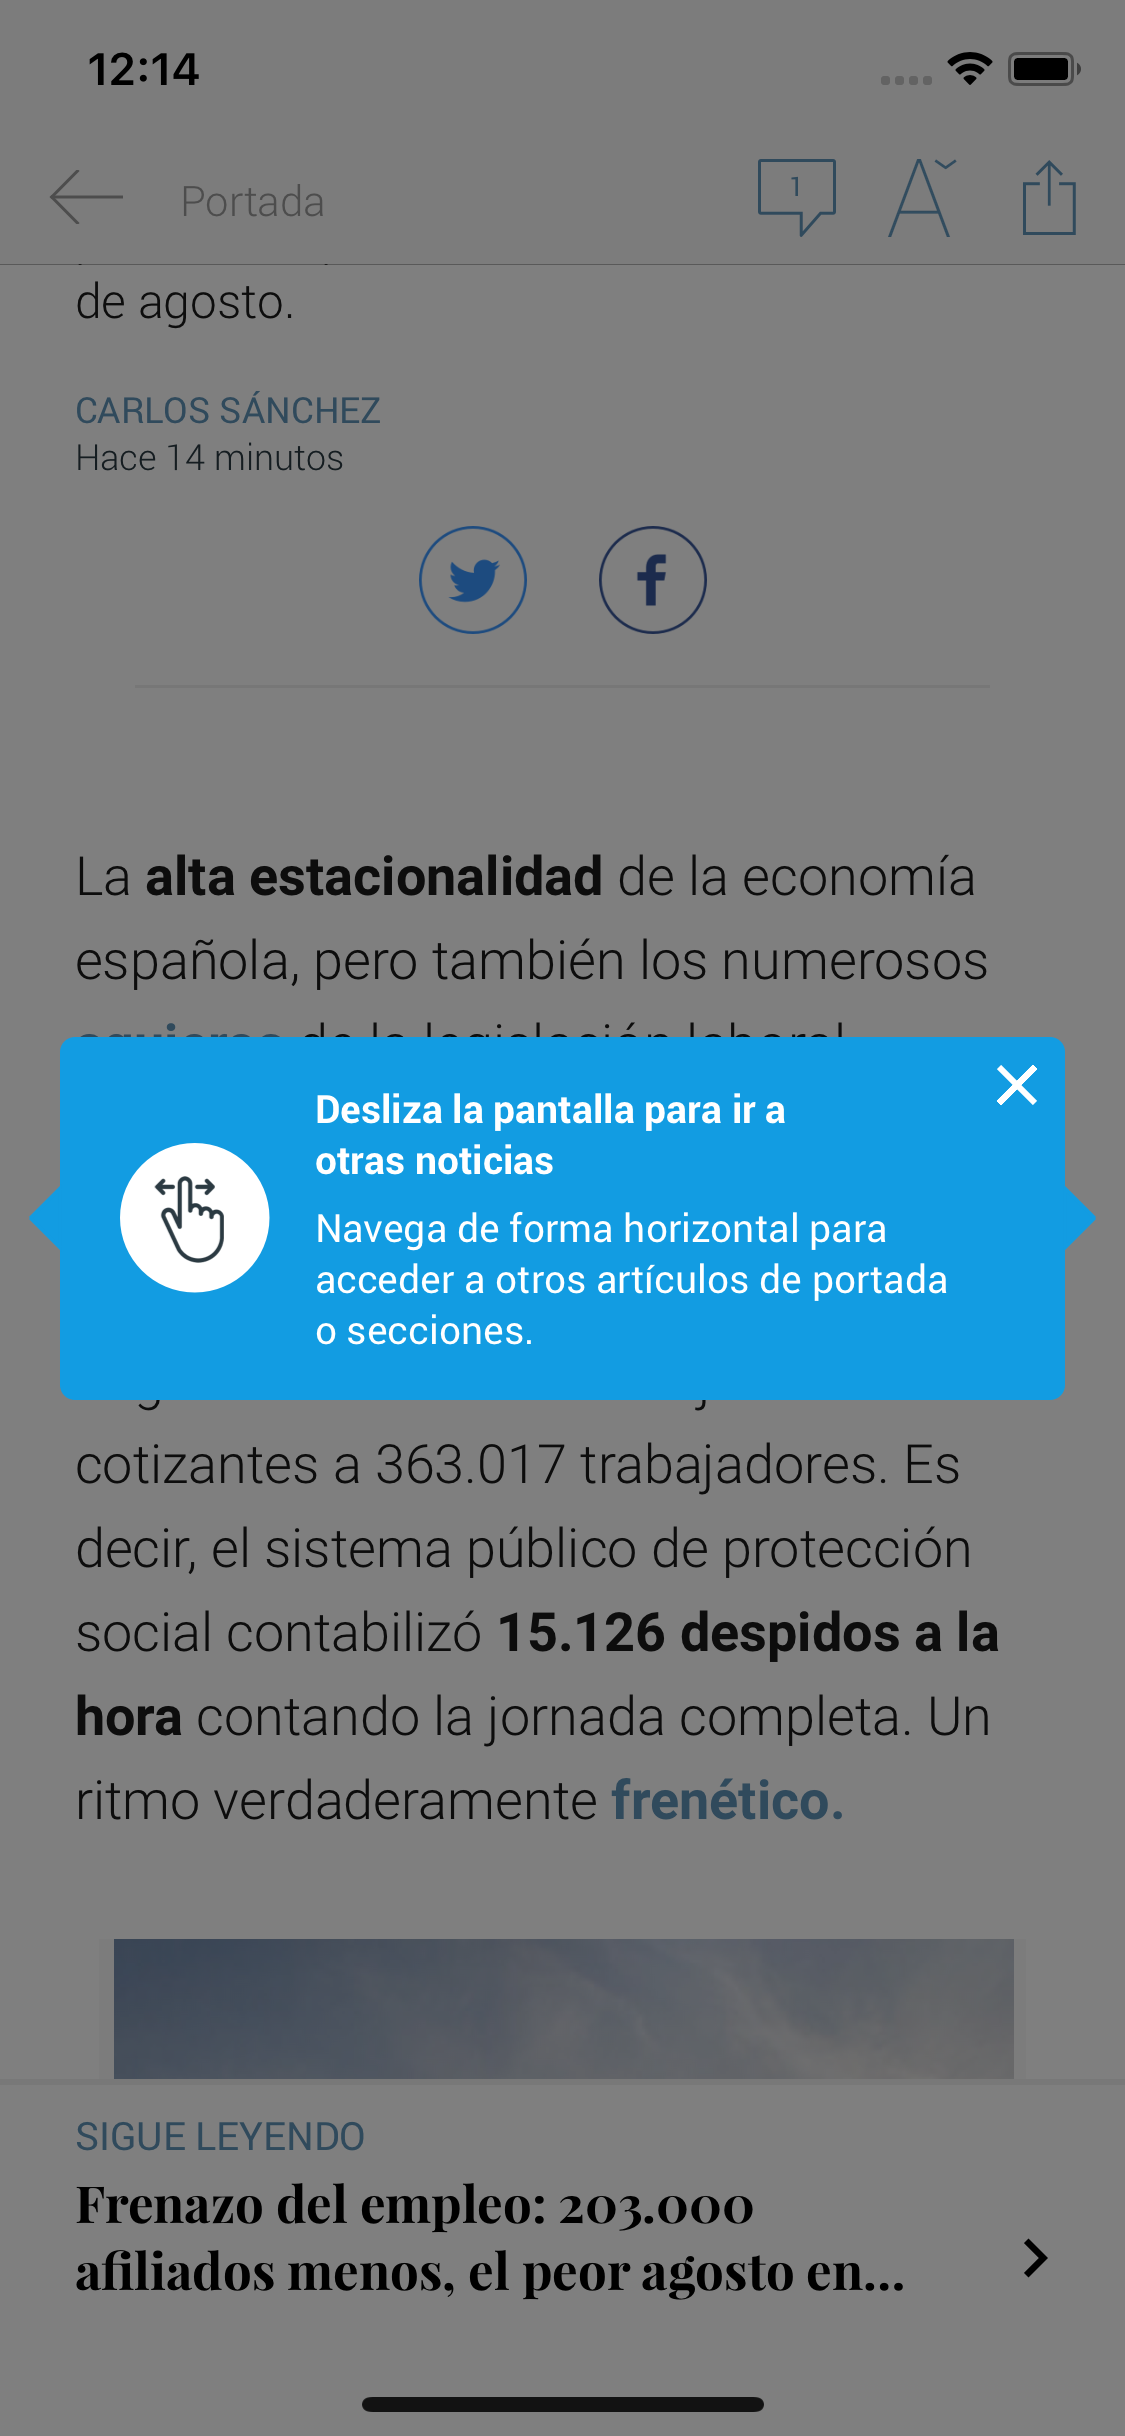 12:14
Portada
1
de agosto.
CARLOS SÁNCHEZ
Hace 14 minutos
La alta estacionalidad de la economía
española, pero también los numerosos
de la legislación laboral
Desliza la pantalla para ir a
otras noticias
Navega de forma horizontal para
acceder a otros artículos de portada
o secciones.
cotizantes a 363.017 trabajadores. Es
decir, el sistema público de protección
social contabilizó 15.126 despidos a la
hora contando la jornada completa. Un
ritmo verdaderamente frenético.
SIGUE LEYENDO
Frenazo del empleo: 203.000
afiliados menos, el peor agosto en...